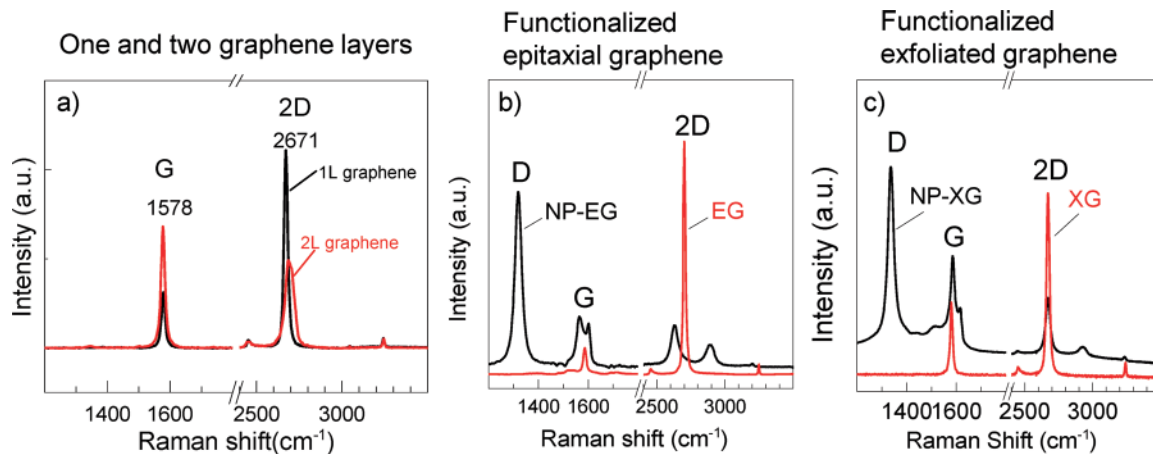 One and two graphene layers
a)
2D
2671
1L graphene
G
1578
2L graphene
Intensity (a.u.)
1400 1600 2500 3000
Raman shift(cm⁻¹)
Functionalized
epitaxial graphene
b)
2D
D
NP-EG
EG
G
Intensity (a.u.)
1400 1600 2500 3000
Raman shift (cm⁻¹)
Functionalized
exfoliated graphene
c)
D
2D
NP-XG
XG
G
Intensity (a.u.)
1400 1600 2500 3000
Raman Shift (cm⁻¹)